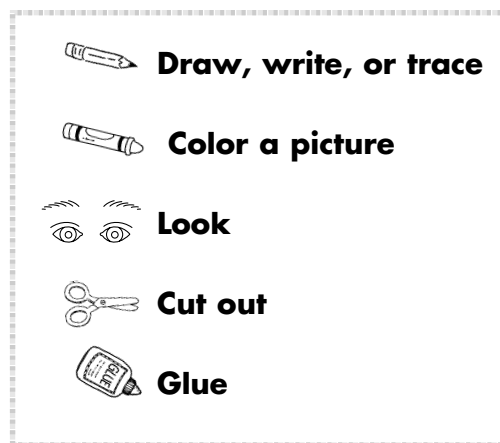 Draw, write, or trace
Color a picture
Look
Cut out
GLUE
Glue